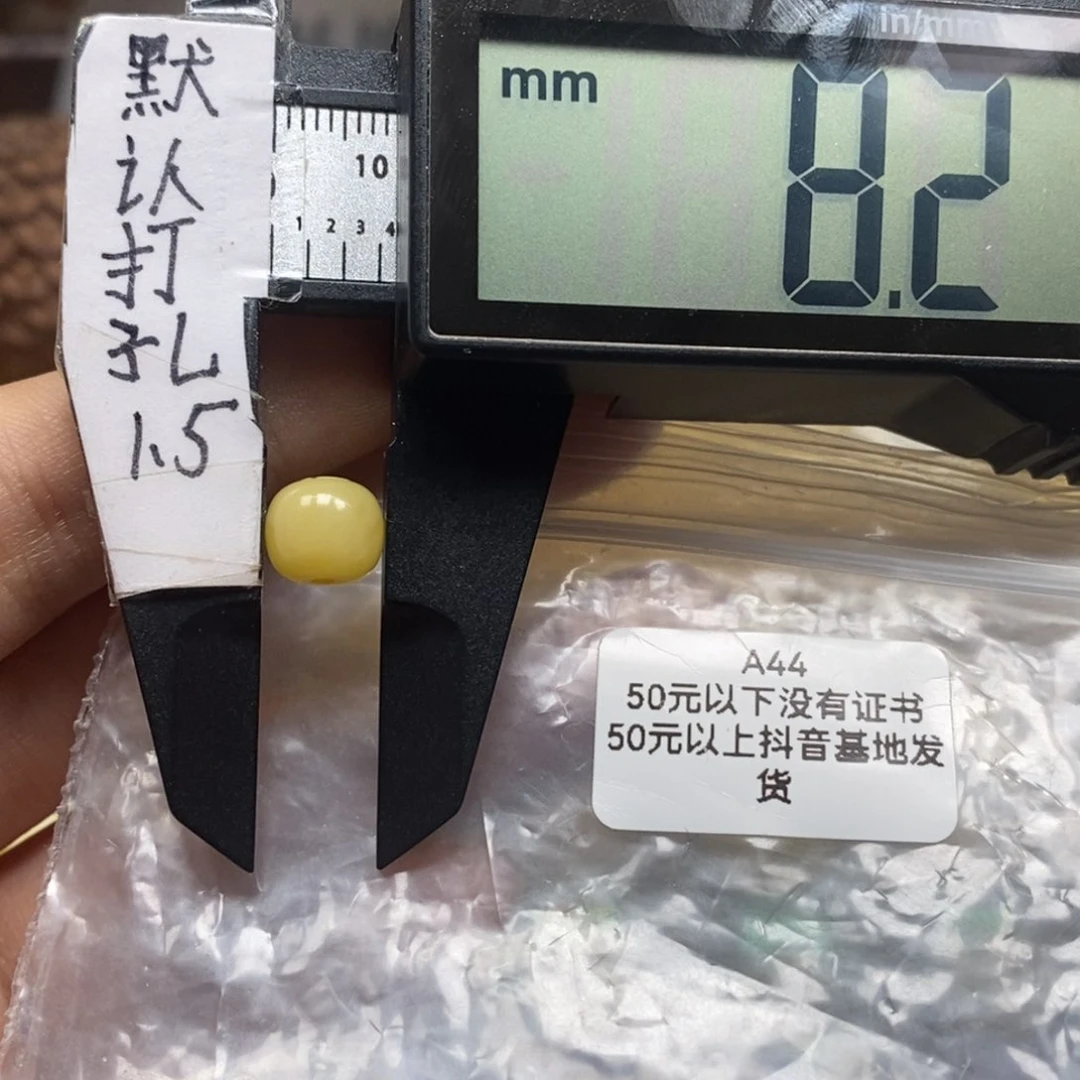 默
认
打
孔
1.5
in/mm
mm
8.2
10
1 2 3 4
A44
50元以下没有证书
50元以上抖音基地发
货